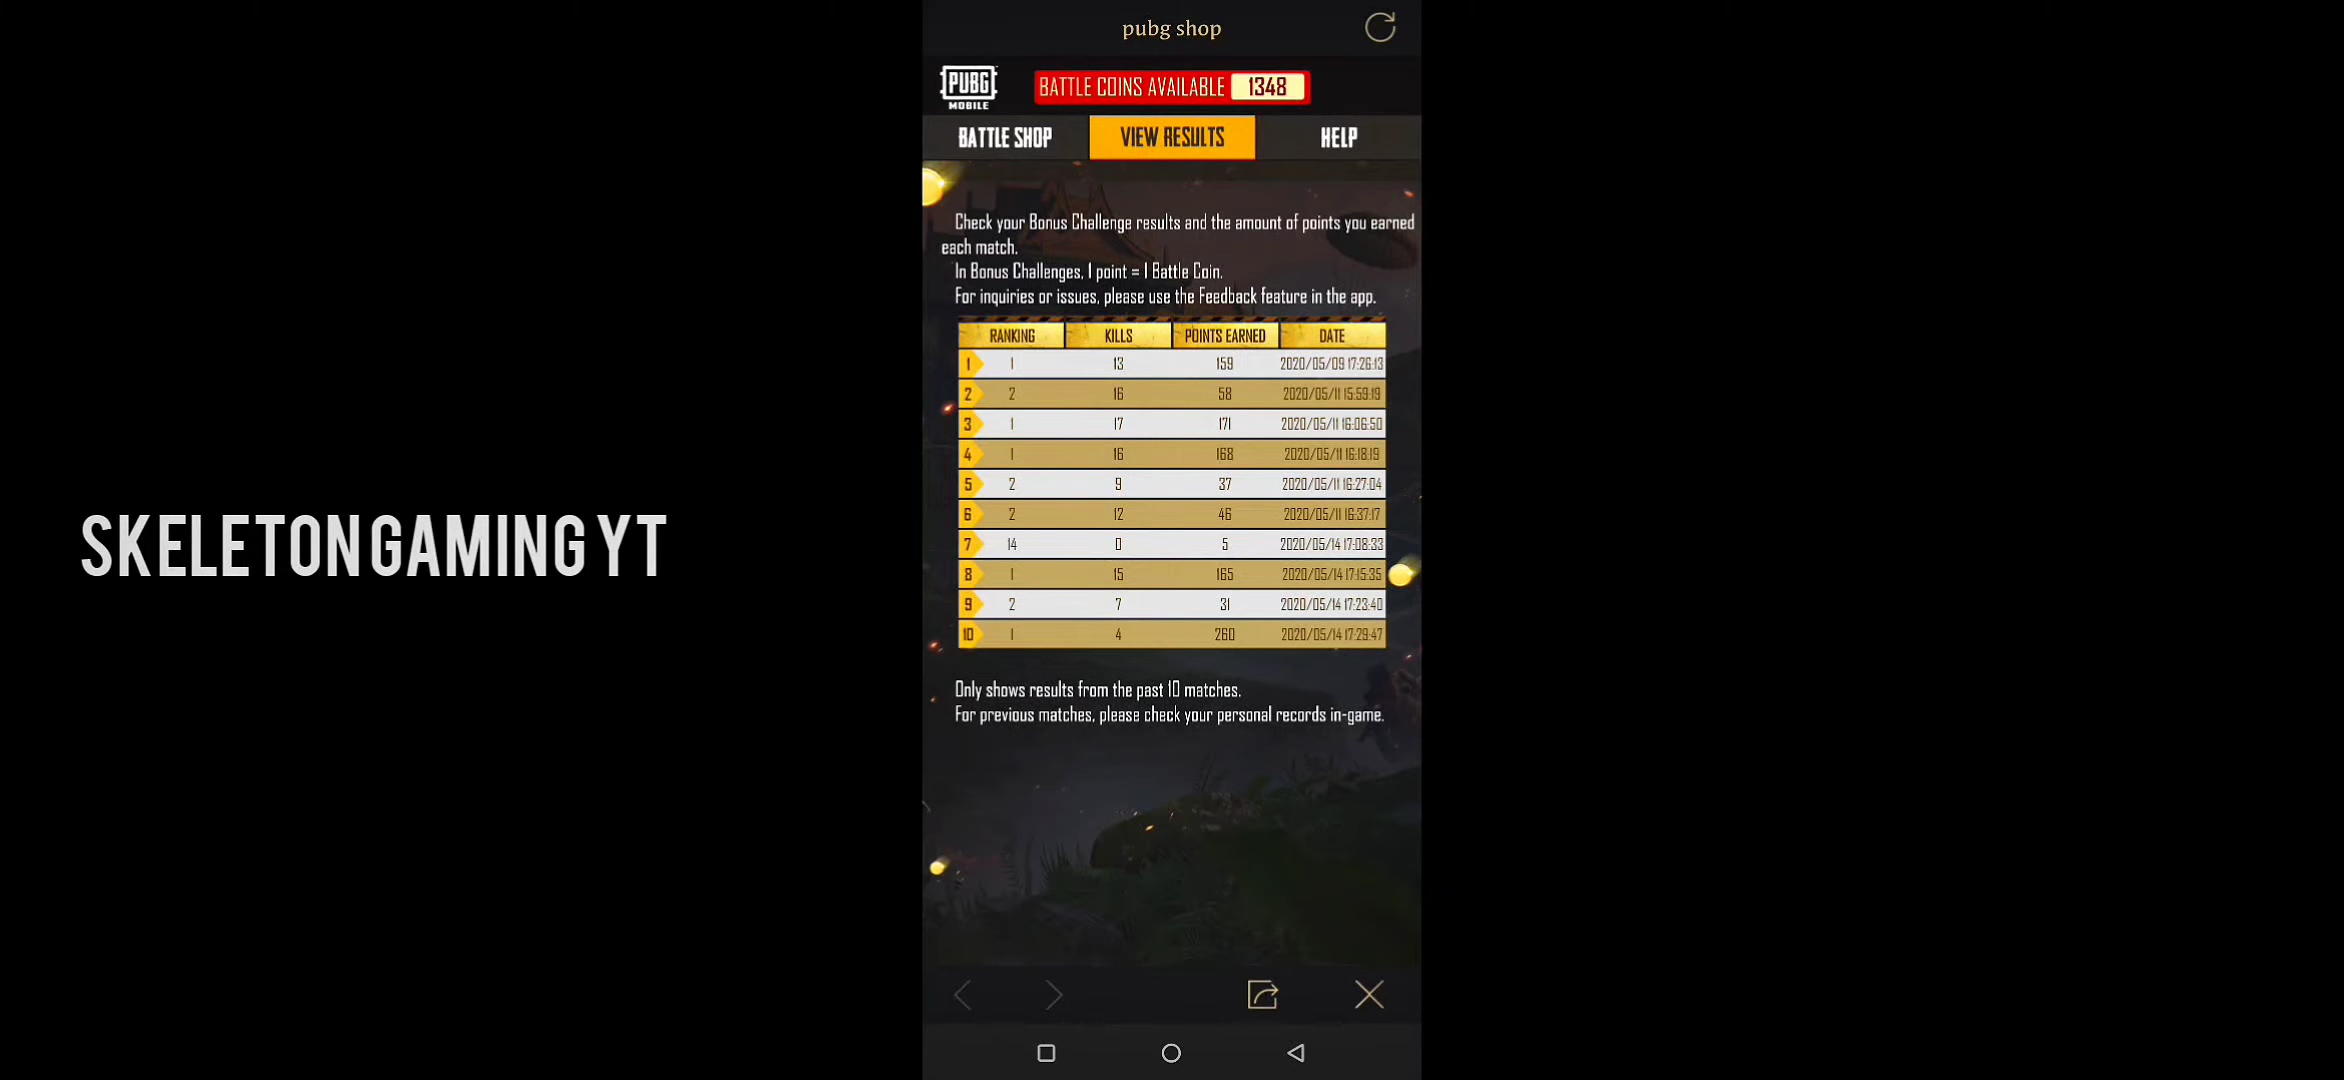 pubg shop
PUBG
MOBILE
BATTLE COINS AVAILABLE 1348
BATTLE SHOP VIEW RESULTS HELP
Check your Bonus Challenge results and the amount of points you earned
each match.
In Bonus Challenges, 1 point = 1 Battle Coin.
For inquiries or issues, please use the Feedback feature in the app.
RANKING KILLS POINTS EARNED DATE
1 1 13 159 2020/05/09 17:26:13
2 2 16 58 2020/05/11 15:59:19
3 1 17 171 2020/05/11 16:06:50
4 1 16 168 2020/05/11 16:18:19
5 2 9 37 2020/05/11 16:27:04
6 2 12 46 2020/05/11 16:37:17
7 14 0 5 2020/05/14 17:08:33
8 1 15 165 2020/05/14 17:15:35
9 2 7 31 2020/05/14 17:23:40
10 1 4 260 2020/05/14 17:29:47
Only shows results from the past 10 matches.
For previous matches, please check your personal records in-game.
SKELETON GAMING YT